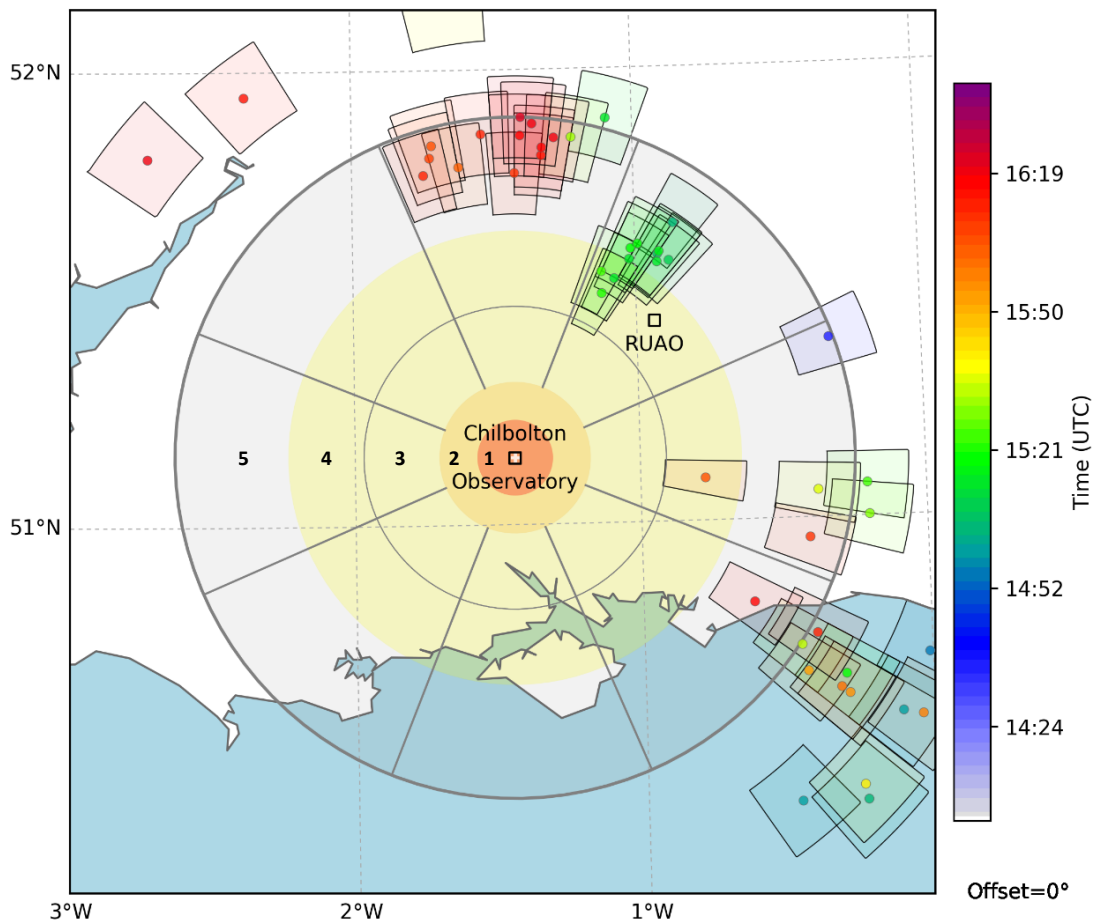 52°N
51°N
3°W
2°W
1°W
RUAO
Chilbolton
5 4 3 2 1
Observatory
16:19
15:50
15:21
14:52
14:24
Time (UTC)
Offset=0°